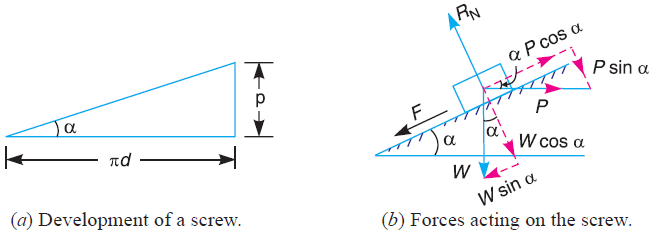 α
p
πd
(a) Development of a screw.
R_N
α
P cos α
P sin α
P
F
α
α
W cos α
W
W sin α
(b) Forces acting on the screw.